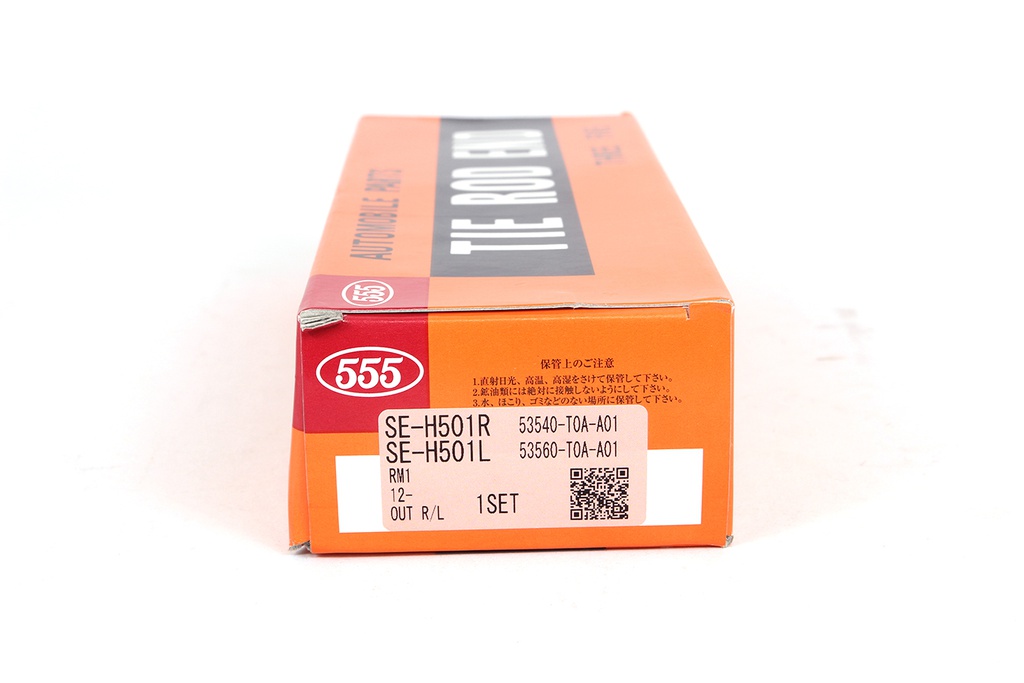 AUTOMOBILE PARTS
TIE ROD END
THREE FIVE
555
555
保管上のご注意
1.直射日光、高温、高湿をさけて保管して下さい。
2.鉱油類には絶対に接触しないようにして下さい。
3.水、ほこり、ゴミなどのない場所に保管して下さい。
SE-H501R 53540-T0A-A01
SE-H501L 53560-T0A-A01
RM1
12-
OUT R/L 1SET